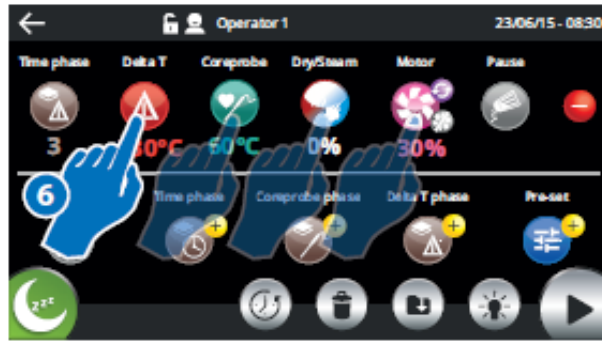 Operator 1 23/06/15 - 08:30
Time phase Delta T Coreprobe Dry/Steam Motor Pause
3 0% 30%
6
Time phase Coreprobe phase Delta T phase Pre-set
zzz